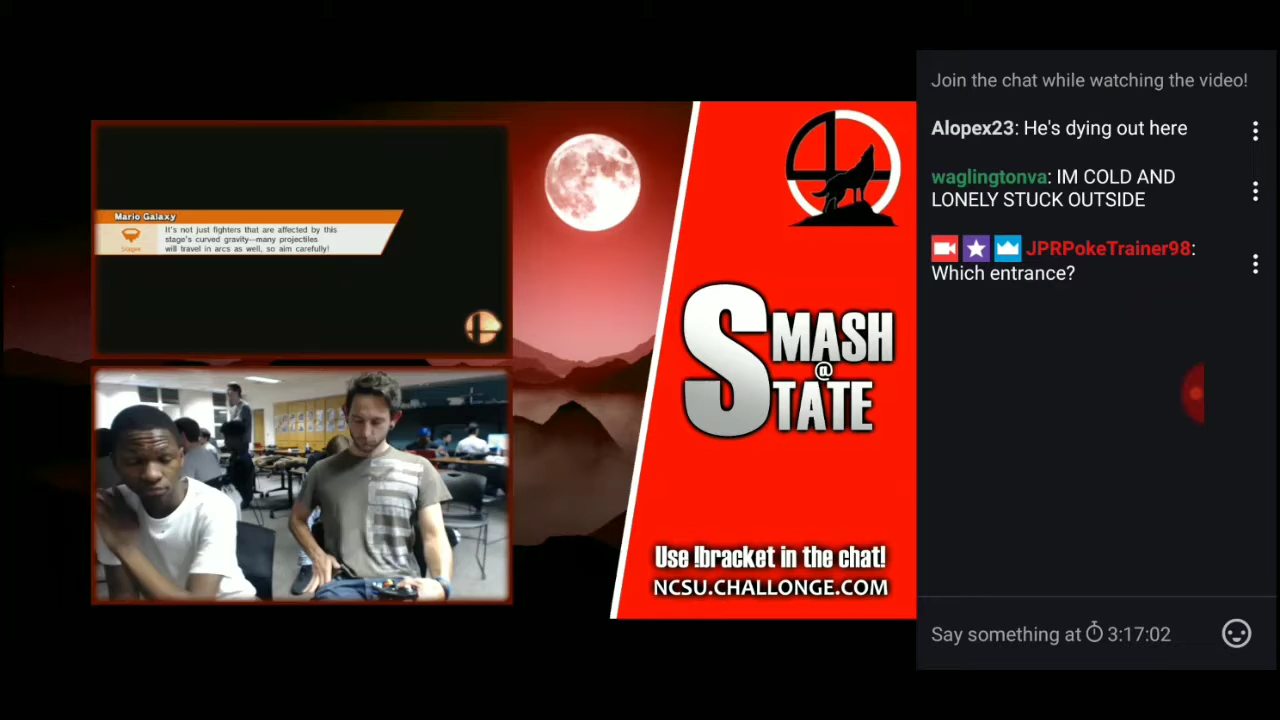 Mario Galaxy
It's not just fighters that are affected by this
stage's curved gravity—many projectiles
will travel in arcs as well, so aim carefully!
Stages
SMASH
@
STATE
Use !bracket in the chat!
NCSU.CHALLONGE.COM
Join the chat while watching the video!
Alopex23: He's dying out here
waglingtonva: IM COLD AND
LONELY STUCK OUTSIDE
JPRPokeTrainer98:
Which entrance?
Say something at 3:17:02